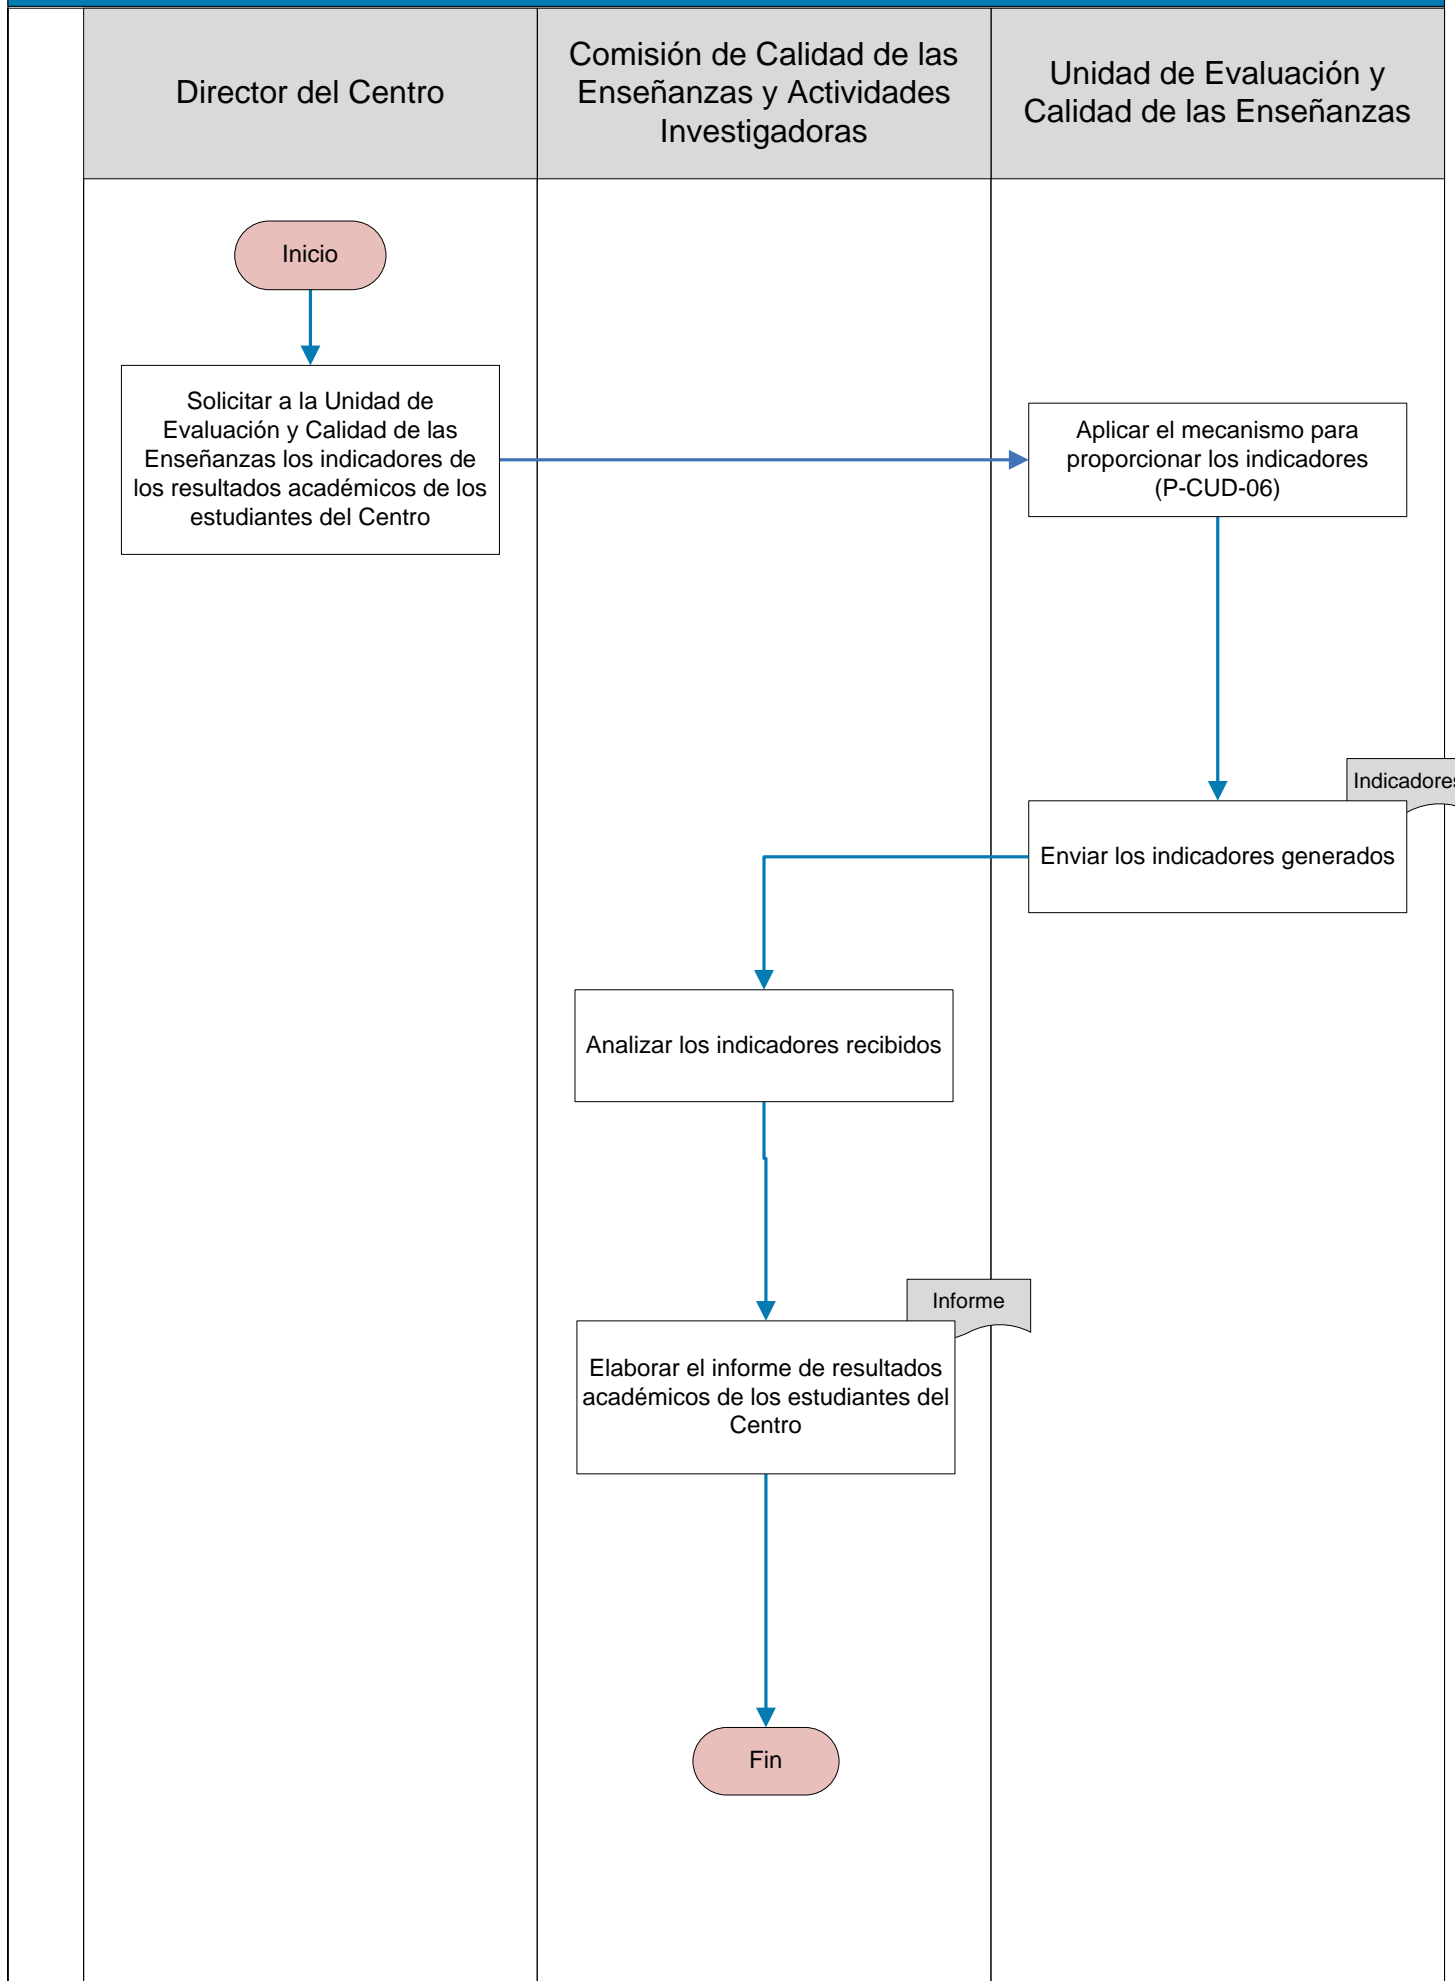 Director del Centro
Comisión de Calidad de las
Enseñanzas y Actividades
Investigadoras
Unidad de Evaluación y
Calidad de las Enseñanzas
Inicio
Solicitar a la Unidad de
Evaluación y Calidad de las
Enseñanzas los indicadores de
los resultados académicos de los
estudiantes del Centro
Aplicar el mecanismo para
proporcionar los indicadores
(P-CUD-06)
Indicadores
Enviar los indicadores generados
Analizar los indicadores recibidos
Informe
Elaborar el informe de resultados
académicos de los estudiantes del
Centro
Fin